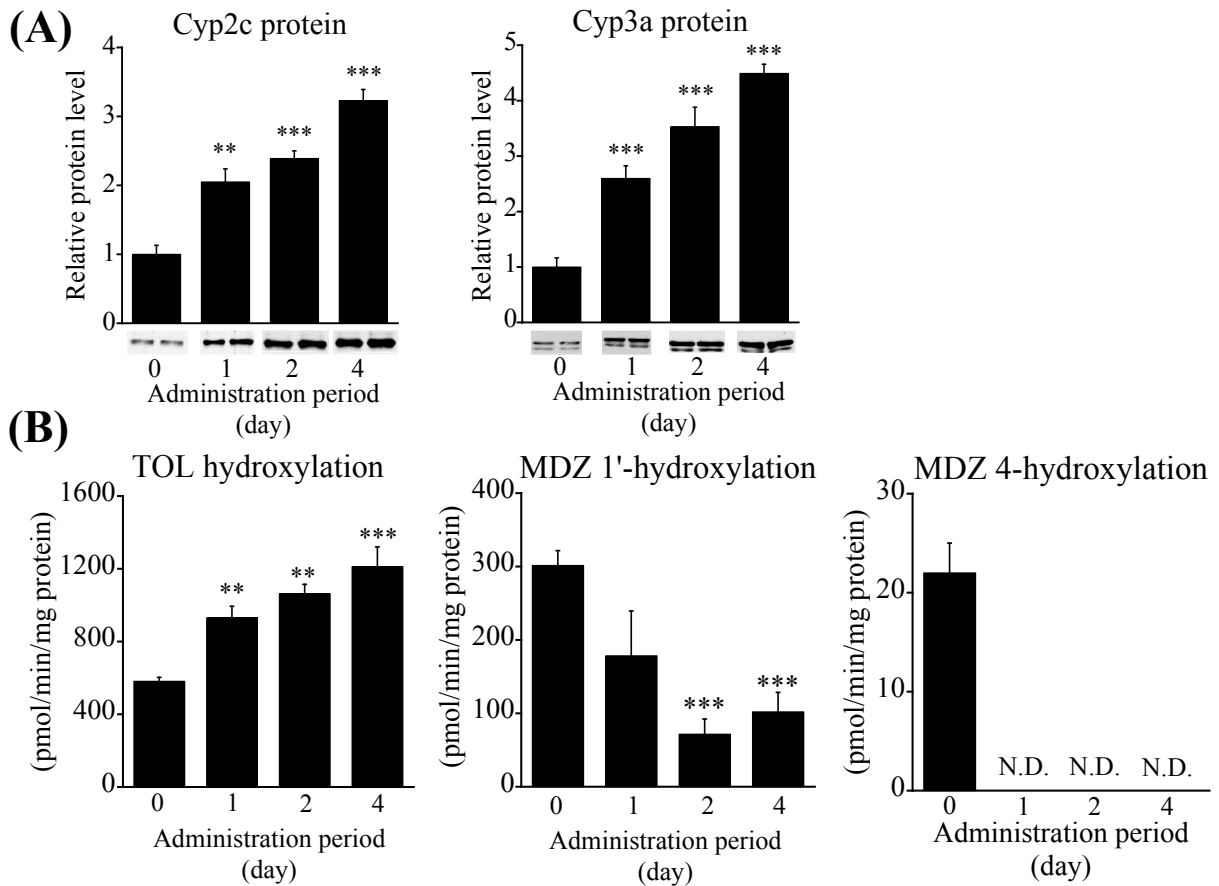 (A)
Cyp2c protein
Relative protein level
4
3
2
1
0
**
***
***
0 1 2 4
Administration period
(day)
Cyp3a protein
Relative protein level
5
4
3
2
1
0
***
***
***
0 1 2 4
Administration period
(day)
(B)
TOL hydroxylation
(pmol/min/mg protein)
1600
1200
800
400
0
**
**
***
0 1 2 4
Administration period
(day)
MDZ 1'-hydroxylation
(pmol/min/mg protein)
400
300
200
100
0
***
***
0 1 2 4
Administration period
(day)
MDZ 4-hydroxylation
(pmol/min/mg protein)
30
20
10
0
N.D. N.D. N.D.
0 1 2 4
Administration period
(day)